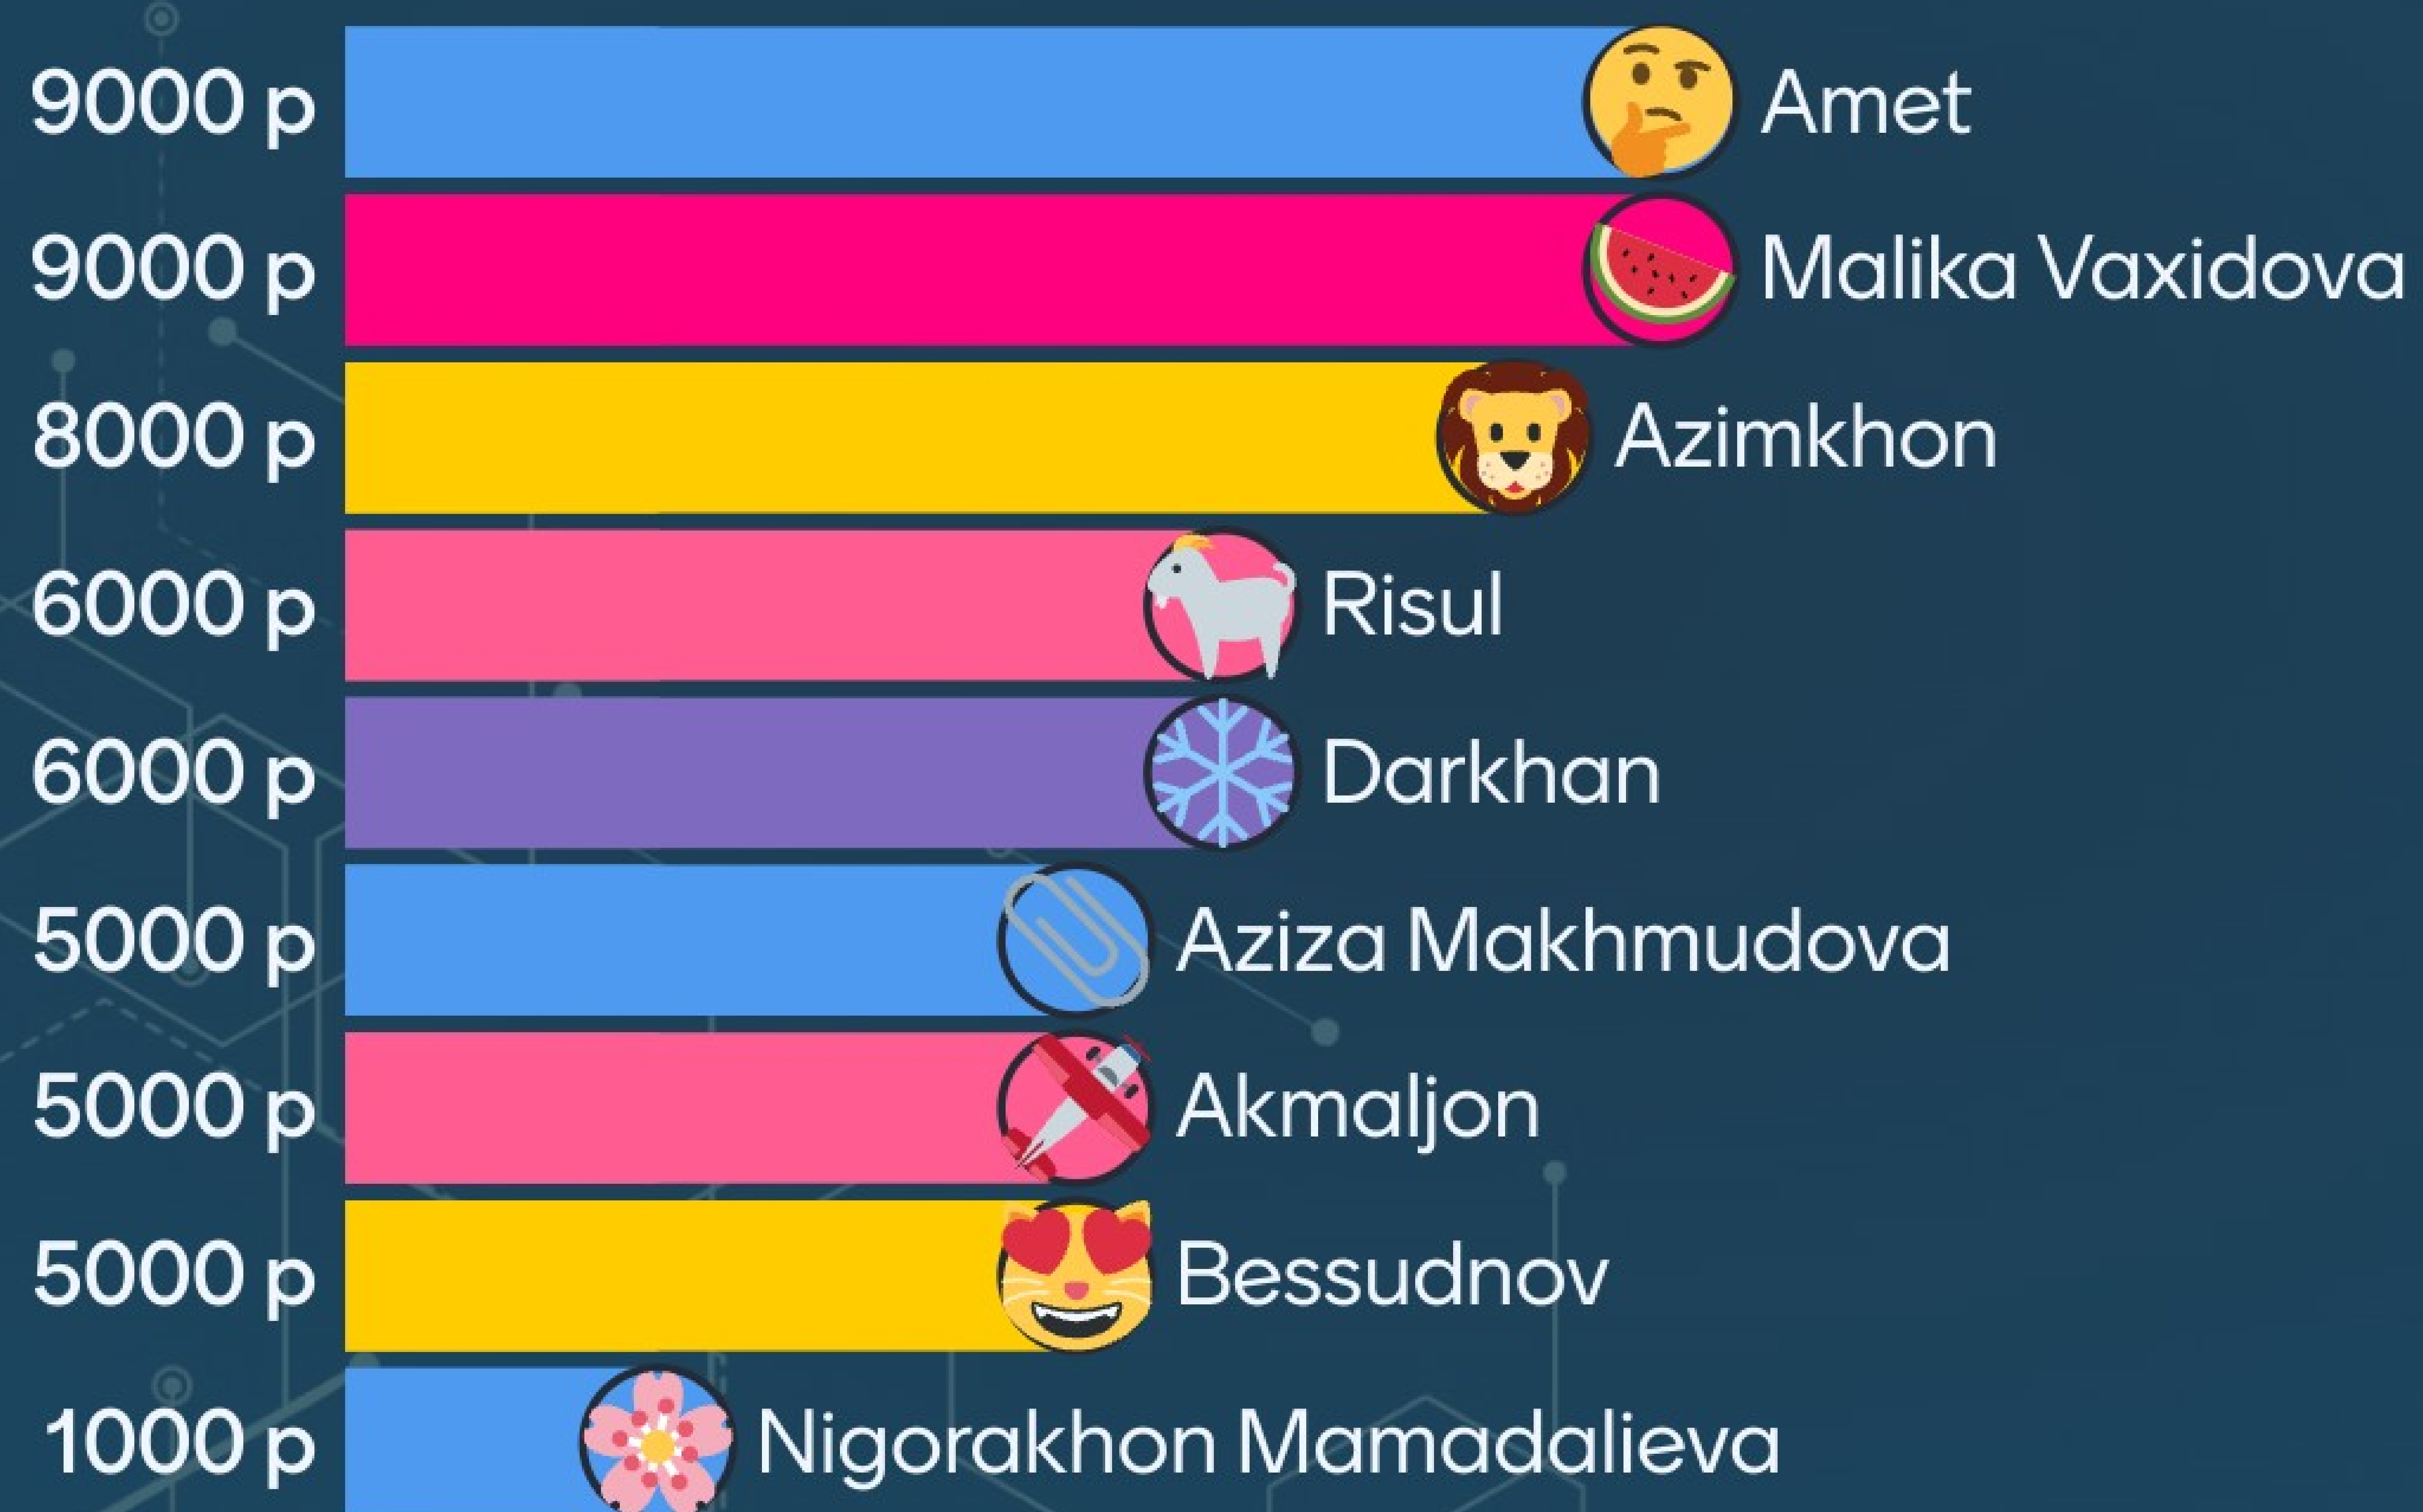 9000 p Amet
9000 p Malika Vaxidova
8000 p Azimkhon
6000 p Risul
6000 p Darkhan
5000 p Aziza Makhmudova
5000 p Akmaljon
5000 p Bessudnov
1000 p Nigorakhon Mamadalieva